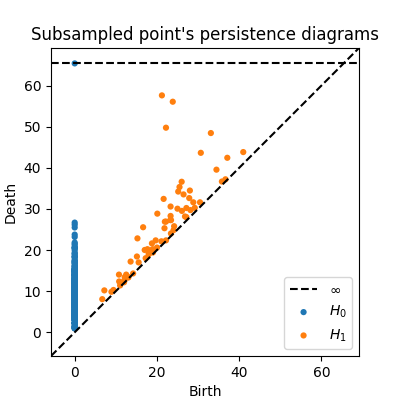 Subsampled point's persistence diagrams
Death
60
50
40
30
20
10
0
∞
H₀
H₁
0 20 40 60
Birth